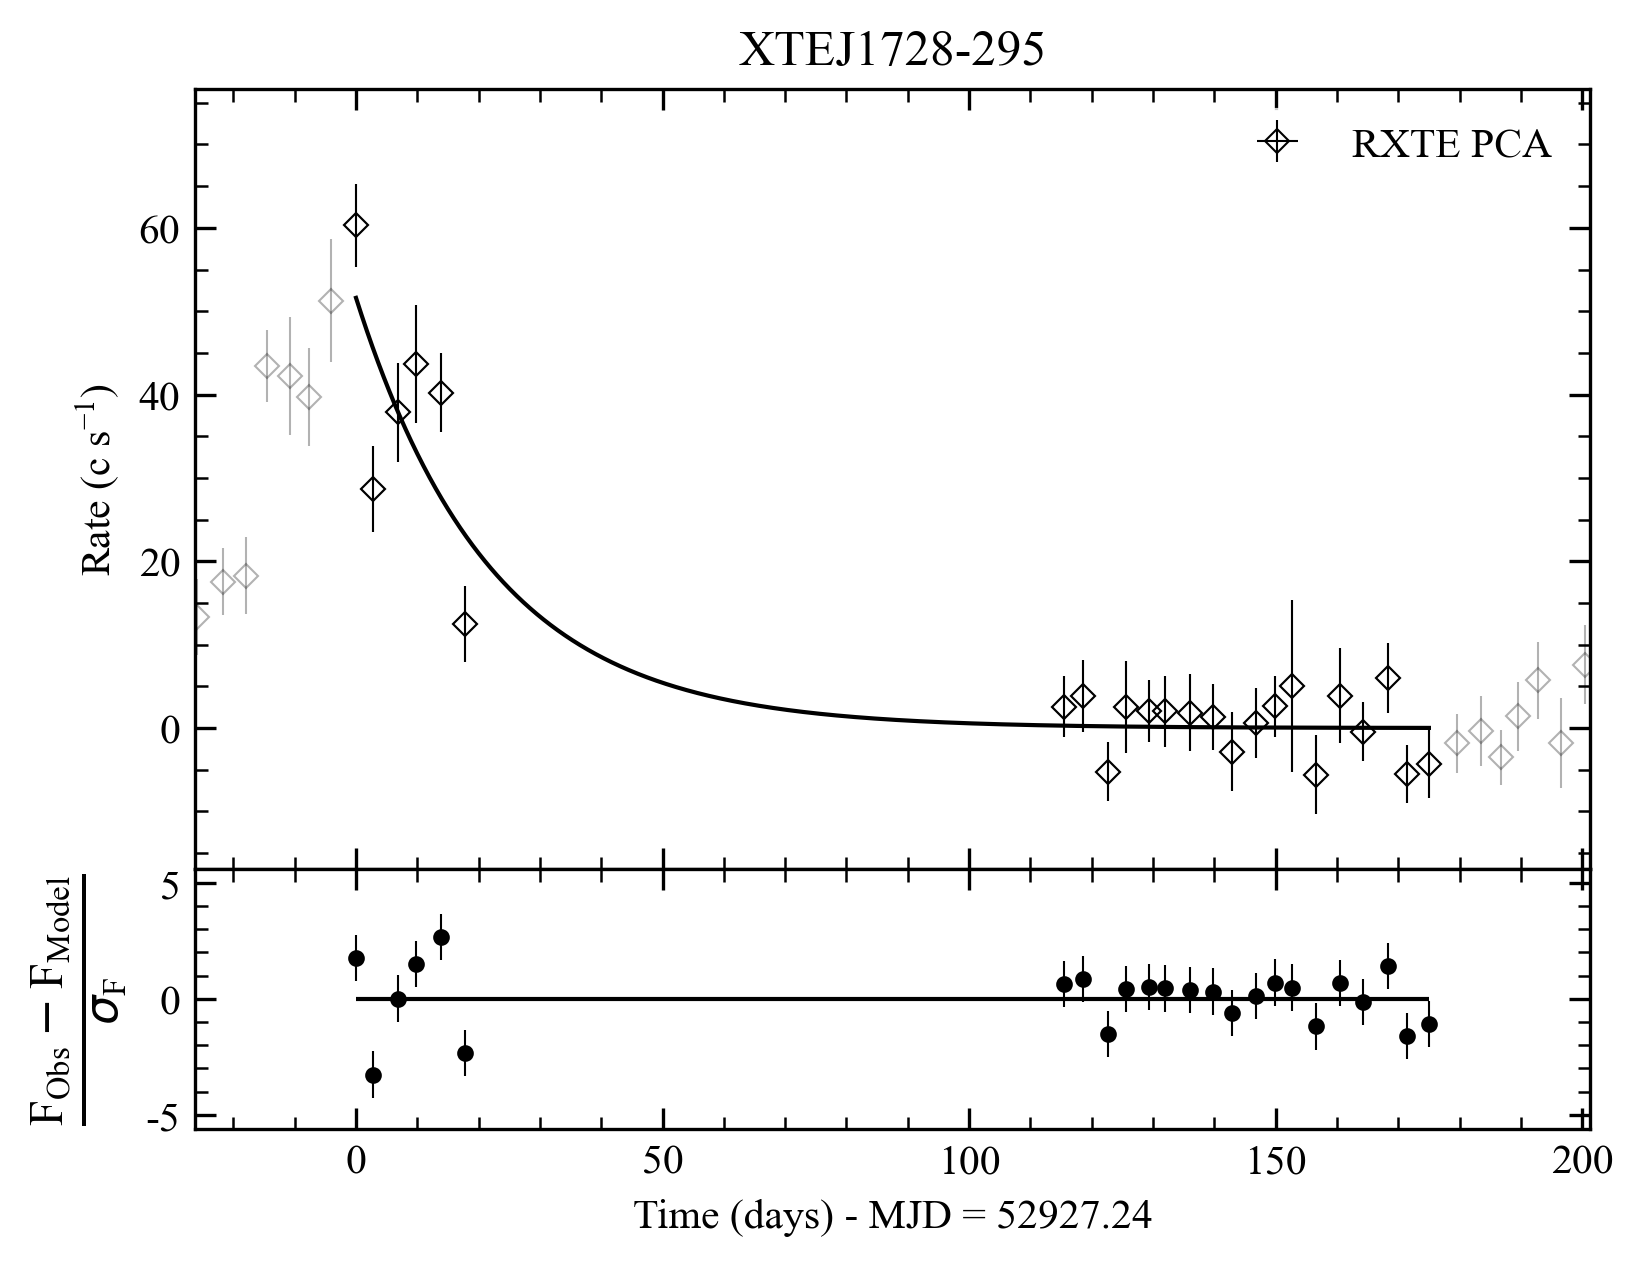 XTEJ1728-295
RXTE PCA
60
40
20
0
Rate (c s⁻¹)
5
0
-5
F_Obs − F_Model
σ_F
0 50 100 150 200
Time (days) - MJD = 52927.24